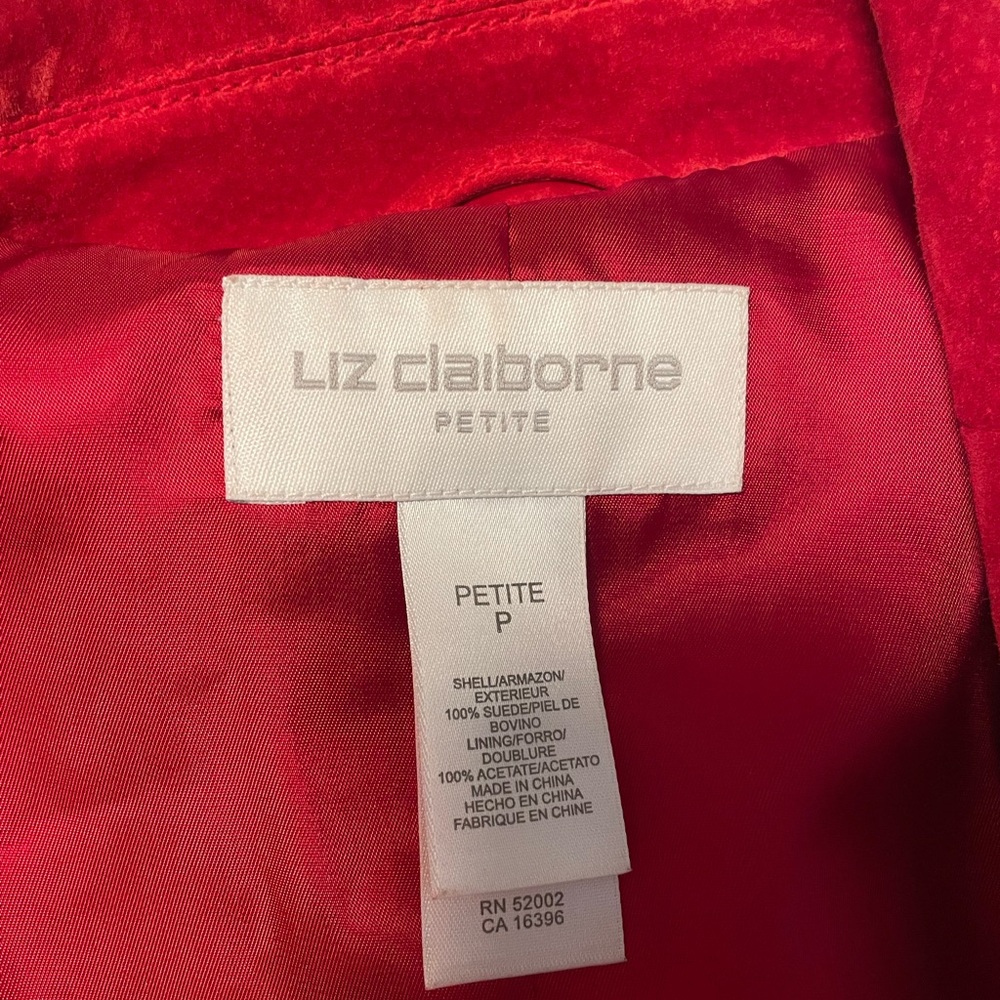 Liz claiborne
PETITE
PETITE
P
SHELL/ARMAZON/
EXTERIEUR
100% SUEDE/PIEL DE
BOVINO
LINING/FORRO/
DOUBLURE
100% ACETATE/ACETATO
MADE IN CHINA
HECHO EN CHINA
FABRIQUE EN CHINE
RN 52002
CA 16396